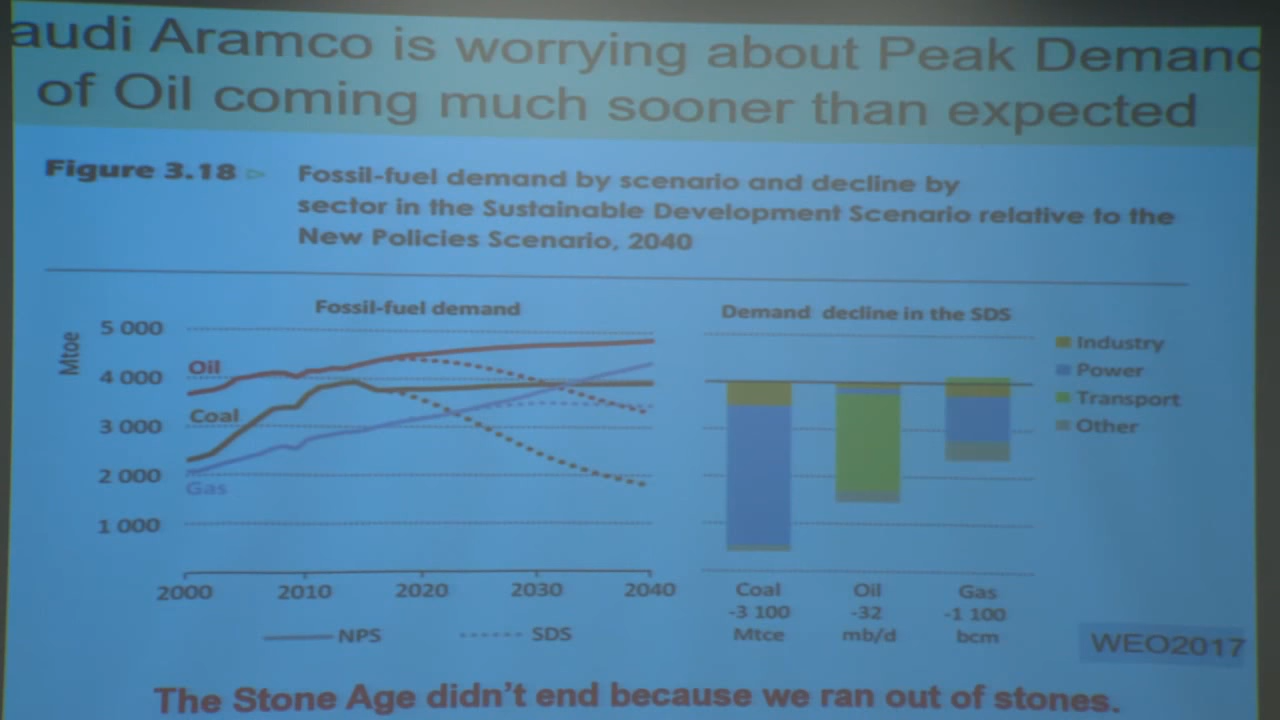 audi Aramco is worrying about Peak Demand
of Oil coming much sooner than expected
Figure 3.18 ▷ Fossil-fuel demand by scenario and decline by
sector in the Sustainable Development Scenario relative to the
New Policies Scenario, 2040
Fossil-fuel demand
Mtoe
5 000
4 000
3 000
2 000
1 000
Oil
Coal
Gas
2000 2010 2020 2030 2040
NPS SDS
Demand decline in the SDS
Industry
Power
Transport
Other
Coal Oil Gas
-3 100 -32 -1 100
Mtce mb/d bcm
WEO2017
The Stone Age didn't end because we ran out of stones.